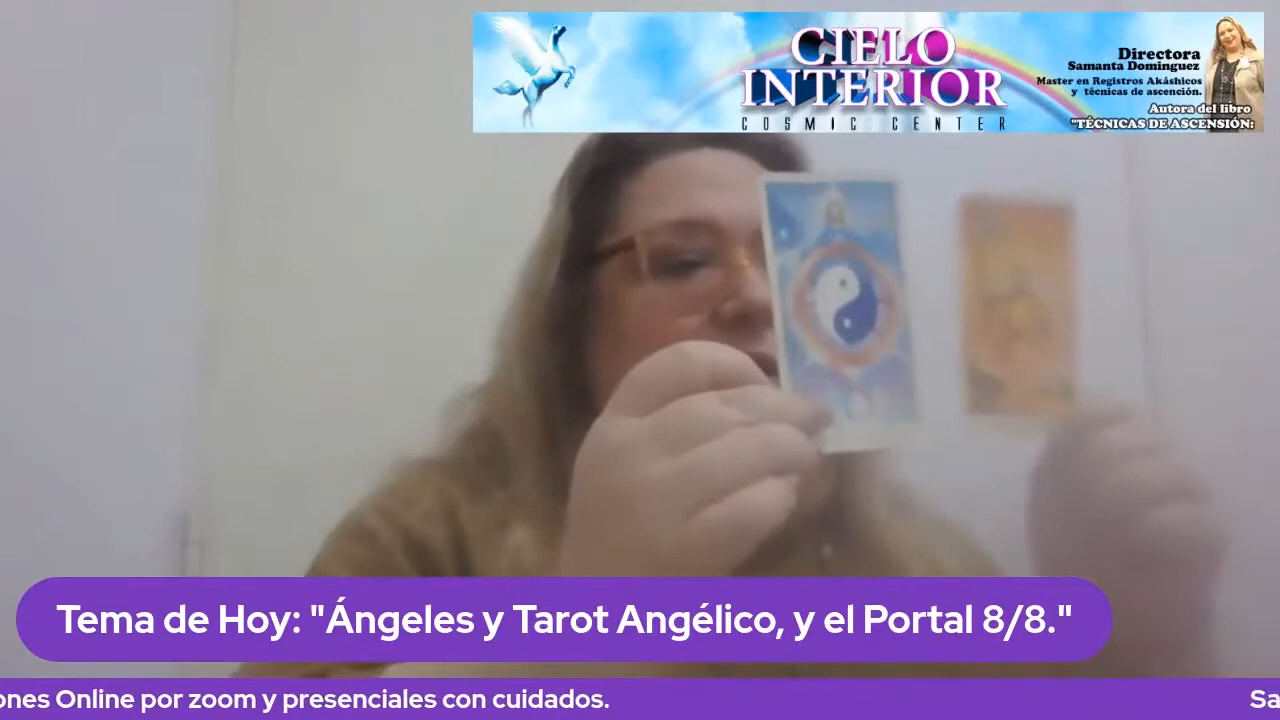 CIELO
INTERIOR
COSMIC CENTER
Directora
Samanta Dominguez
Master en Registros Akáshicos
y técnicas de ascención.
Autora del libro
"TÉCNICAS DE ASCENSIÓN:
Tema de Hoy: "Ángeles y Tarot Angélico, y el Portal 8/8."
ones Online por zoom y presenciales con cuidados.
Sa